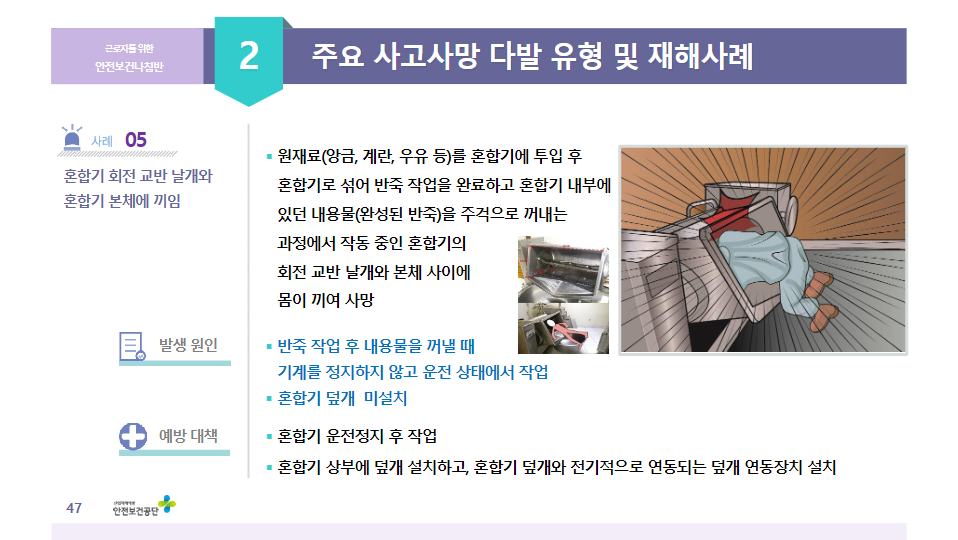 근로자를 위한
안전보건나침반
2
주요 사고사망 다발 유형 및 재해사례
사례 05
혼합기 회전 교반 날개와
혼합기 본체에 끼임
▪ 원재료(앙금, 계란, 우유 등)를 혼합기에 투입 후
혼합기로 섞어 반죽 작업을 완료하고 혼합기 내부에
있던 내용물(완성된 반죽)을 주걱으로 꺼내는
과정에서 작동 중인 혼합기의
회전 교반 날개와 본체 사이에
몸이 끼여 사망
발생 원인
▪ 반죽 작업 후 내용물을 꺼낼 때
기계를 정지하지 않고 운전 상태에서 작업
▪ 혼합기 덮개 미설치
예방 대책
▪ 혼합기 운전정지 후 작업
▪ 혼합기 상부에 덮개 설치하고, 혼합기 덮개와 전기적으로 연동되는 덮개 연동장치 설치
47
산업재해예방
안전보건공단